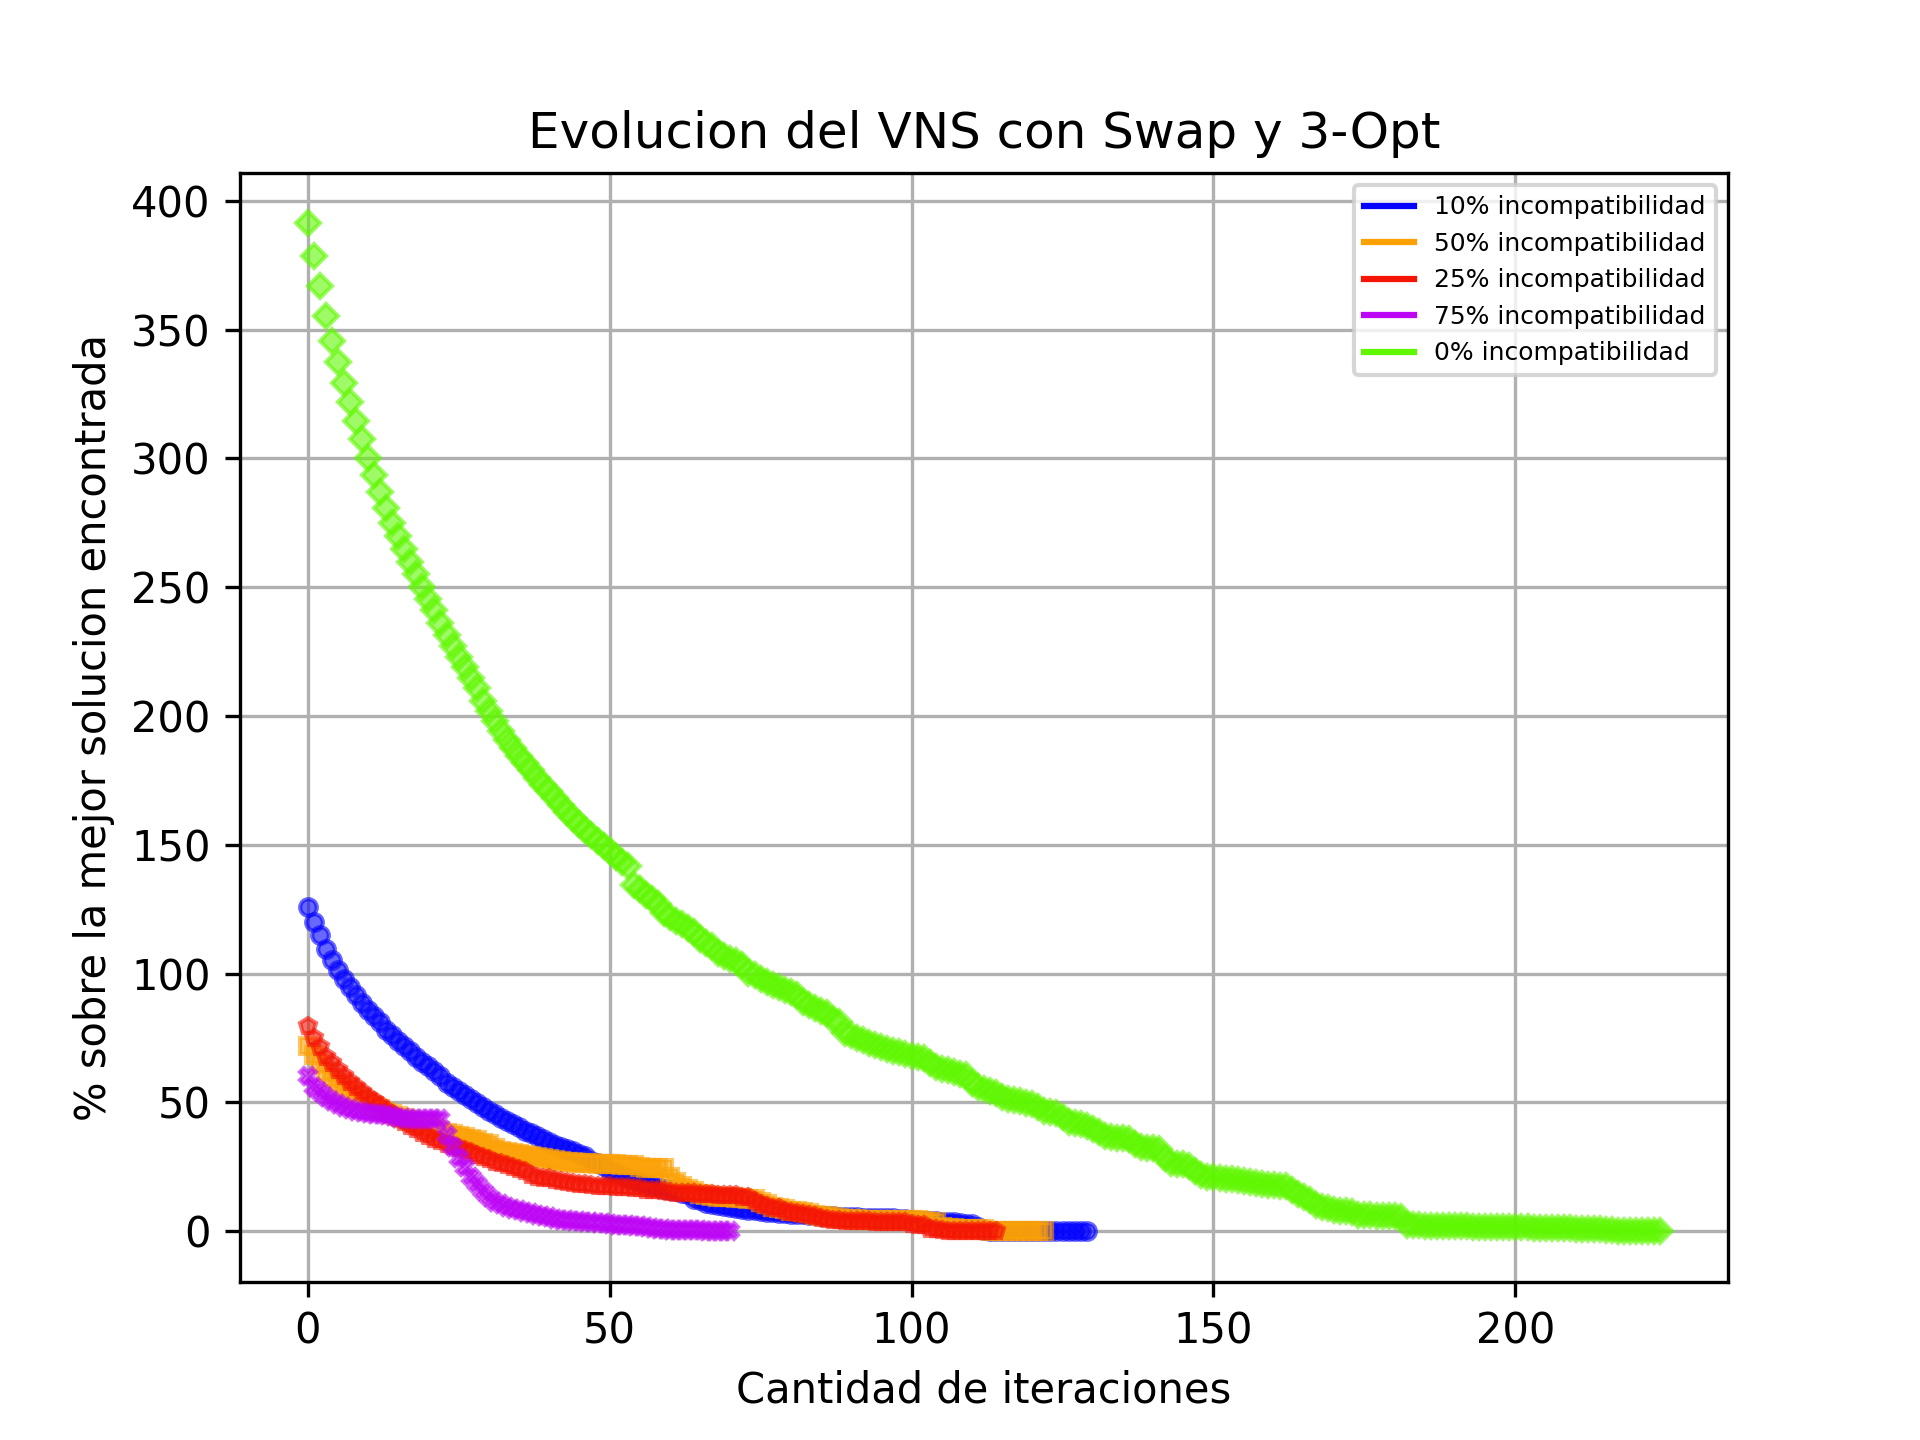 Evolucion del VNS con Swap y 3-Opt
400
350
300
250
200
150
100
50
0
% sobre la mejor solucion encontrada
10% incompatibilidad
50% incompatibilidad
25% incompatibilidad
75% incompatibilidad
0% incompatibilidad
0 50 100 150 200
Cantidad de iteraciones